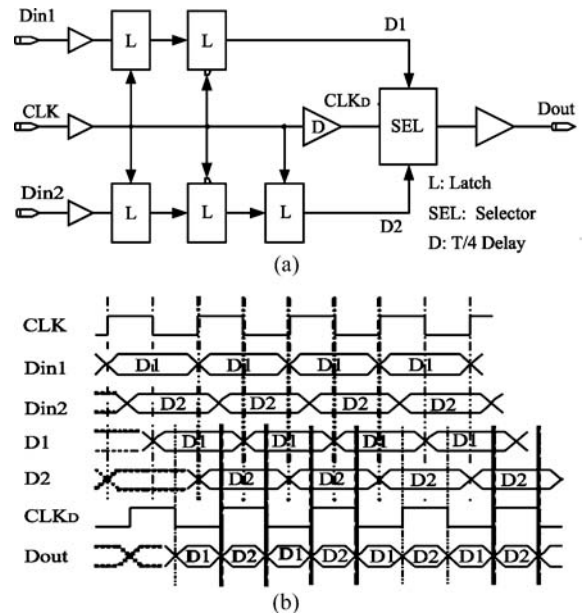 Din1
D1
L
L
D
CLK
D
CLKD
SEL
Dout
Din2
D
L
L
L
D2
L: Latch
SEL: Selector
D: T/4 Delay
(a)
CLK
Din1 D1 D1 D1 D1
Din2 D2 D2 D2 D2
D1 D1 D1 D1 D1
D2 D2 D2 D2 D2
CLKD
Dout D1 D2 D1 D2 D1 D2 D1 D2
(b)